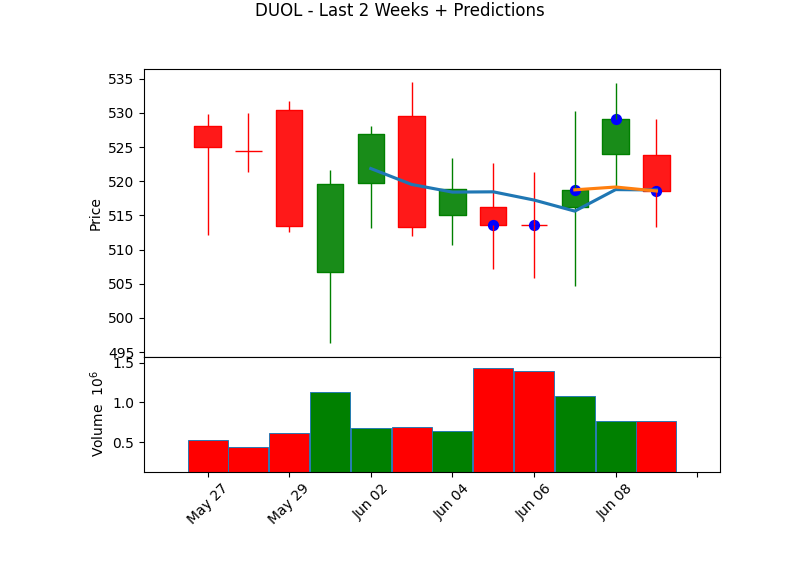 DUOL - Last 2 Weeks + Predictions
535
530
525
520
515
510
505
500
495
Price
1.5
1.0
0.5
Volume 10⁶
May 27
May 29
Jun 02
Jun 04
Jun 06
Jun 08